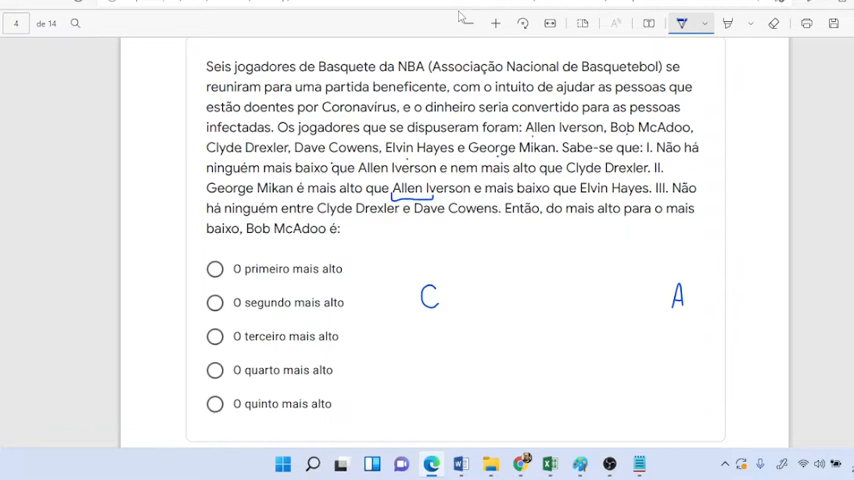 4
de 14
Seis jogadores de Basquete da NBA (Associação Nacional de Basquetebol) se
reuniram para uma partida beneficente, com o intuito de ajudar as pessoas que
estão doentes por Coronavírus, e o dinheiro seria convertido para as pessoas
infectadas. Os jogadores que se dispuseram foram: Allen Iverson, Bob McAdoo,
Clyde Drexler, Dave Cowens, Elvin Hayes e George Mikan. Sabe-se que: I. Não há
ninguém mais baixo que Allen Iverson e nem mais alto que Clyde Drexler. II.
George Mikan é mais alto que Allen Iverson e mais baixo que Elvin Hayes. III. Não
há ninguém entre Clyde Drexler e Dave Cowens. Então, do mais alto para o mais
baixo, Bob McAdoo é:
O primeiro mais alto
O segundo mais alto
C A
O terceiro mais alto
O quarto mais alto
O quinto mais alto